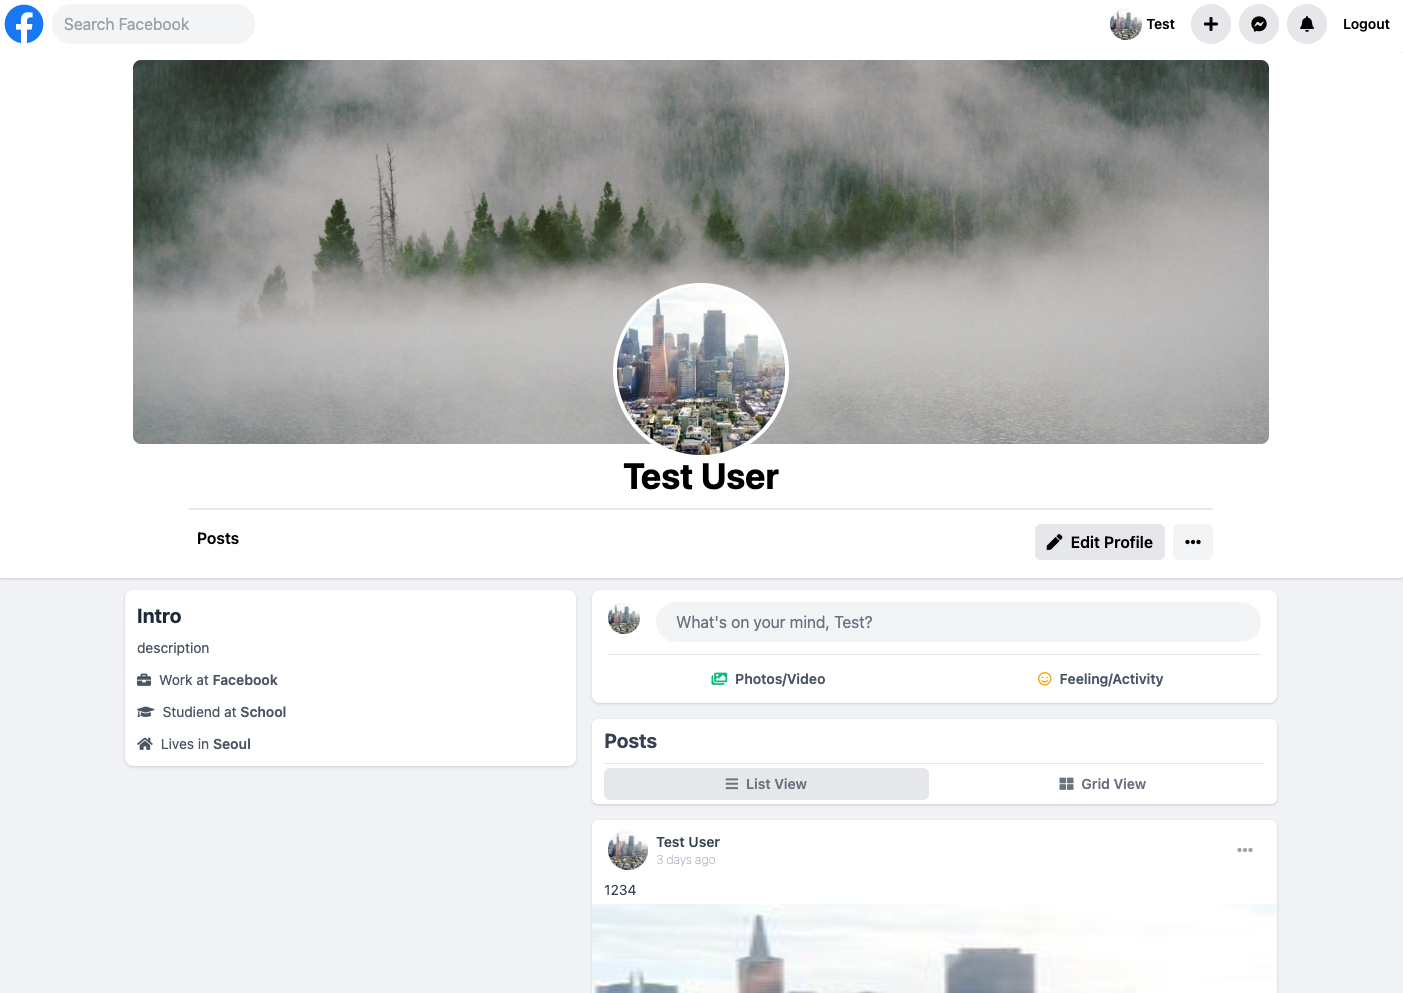 Search Facebook
Test
Logout
Test User
Posts
Edit Profile
Intro
description
Work at Facebook
Studiend at School
Lives in Seoul
What's on your mind, Test?
Photos/Video
Feeling/Activity
Posts
List View
Grid View
Test User
3 days ago
1234